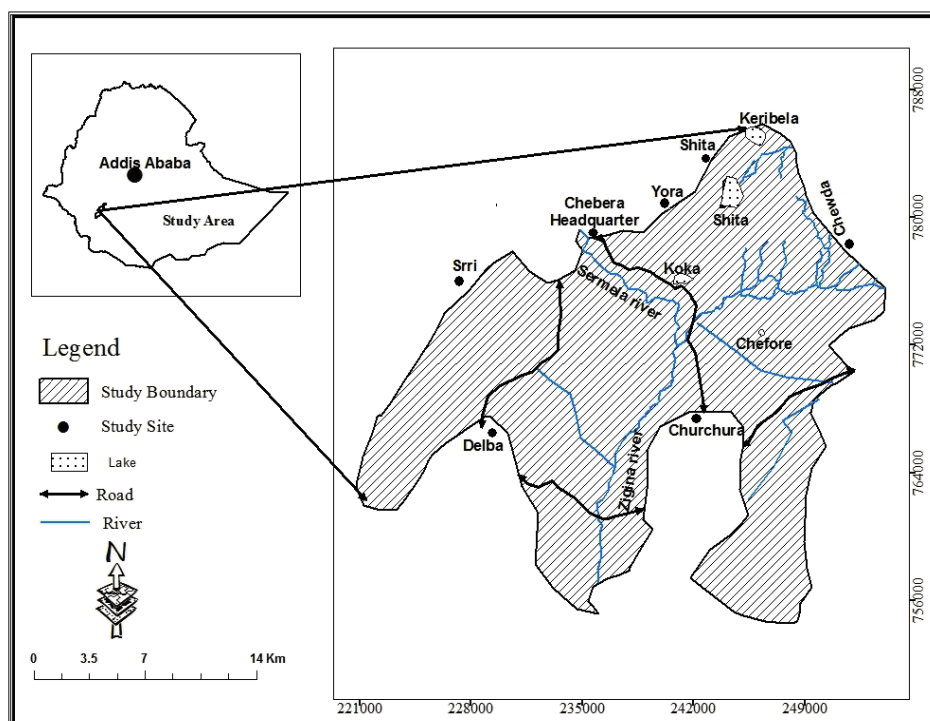 Addis Ababa
Study Area
Legend
Study Boundary
Study Site
Lake
Road
River
N
0 3.5 7 14 Km
Keribela
Shita
Yora
Shita
Chebera
Headquarter
Chewda
Srri
Koka
Sermela river
Chefore
Delba
Churchura
Zigina river
788000
780000
772000
764000
756000
221000 228000 235000 242000 249000